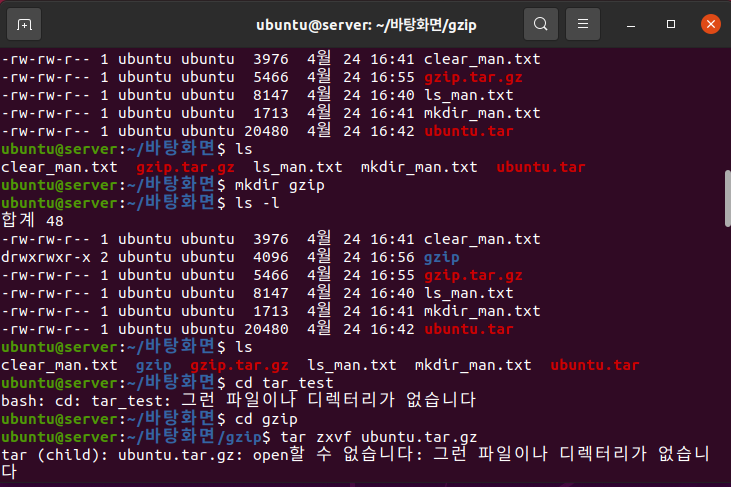 ubuntu@server: ~/바탕화면/gzip
-rw-rw-r-- 1 ubuntu ubuntu  3976  4월 24 16:41 clear_man.txt
-rw-rw-r-- 1 ubuntu ubuntu  5466  4월 24 16:55 gzip.tar.gz
-rw-rw-r-- 1 ubuntu ubuntu  8147  4월 24 16:40 ls_man.txt
-rw-rw-r-- 1 ubuntu ubuntu  1713  4월 24 16:41 mkdir_man.txt
-rw-rw-r-- 1 ubuntu ubuntu 20480  4월 24 16:42 ubuntu.tar
ubuntu@server:~/바탕화면$ ls
clear_man.txt  gzip.tar.gz  ls_man.txt  mkdir_man.txt  ubuntu.tar
ubuntu@server:~/바탕화면$ mkdir gzip
ubuntu@server:~/바탕화면$ ls -l
합계 48
-rw-rw-r-- 1 ubuntu ubuntu  3976  4월 24 16:41 clear_man.txt
drwxrwxr-x 2 ubuntu ubuntu  4096  4월 24 16:56 gzip
-rw-rw-r-- 1 ubuntu ubuntu  5466  4월 24 16:55 gzip.tar.gz
-rw-rw-r-- 1 ubuntu ubuntu  8147  4월 24 16:40 ls_man.txt
-rw-rw-r-- 1 ubuntu ubuntu  1713  4월 24 16:41 mkdir_man.txt
-rw-rw-r-- 1 ubuntu ubuntu 20480  4월 24 16:42 ubuntu.tar
ubuntu@server:~/바탕화면$ ls
clear_man.txt  gzip  gzip.tar.gz  ls_man.txt  mkdir_man.txt  ubuntu.tar
ubuntu@server:~/바탕화면$ cd tar_test
bash: cd: tar_test: 그런 파일이나 디렉터리가 없습니다
ubuntu@server:~/바탕화면$ cd gzip
ubuntu@server:~/바탕화면/gzip$ tar zxvf ubuntu.tar.gz
tar (child): ubuntu.tar.gz: open할 수 없습니다: 그런 파일이나 디렉터리가 없습니
다